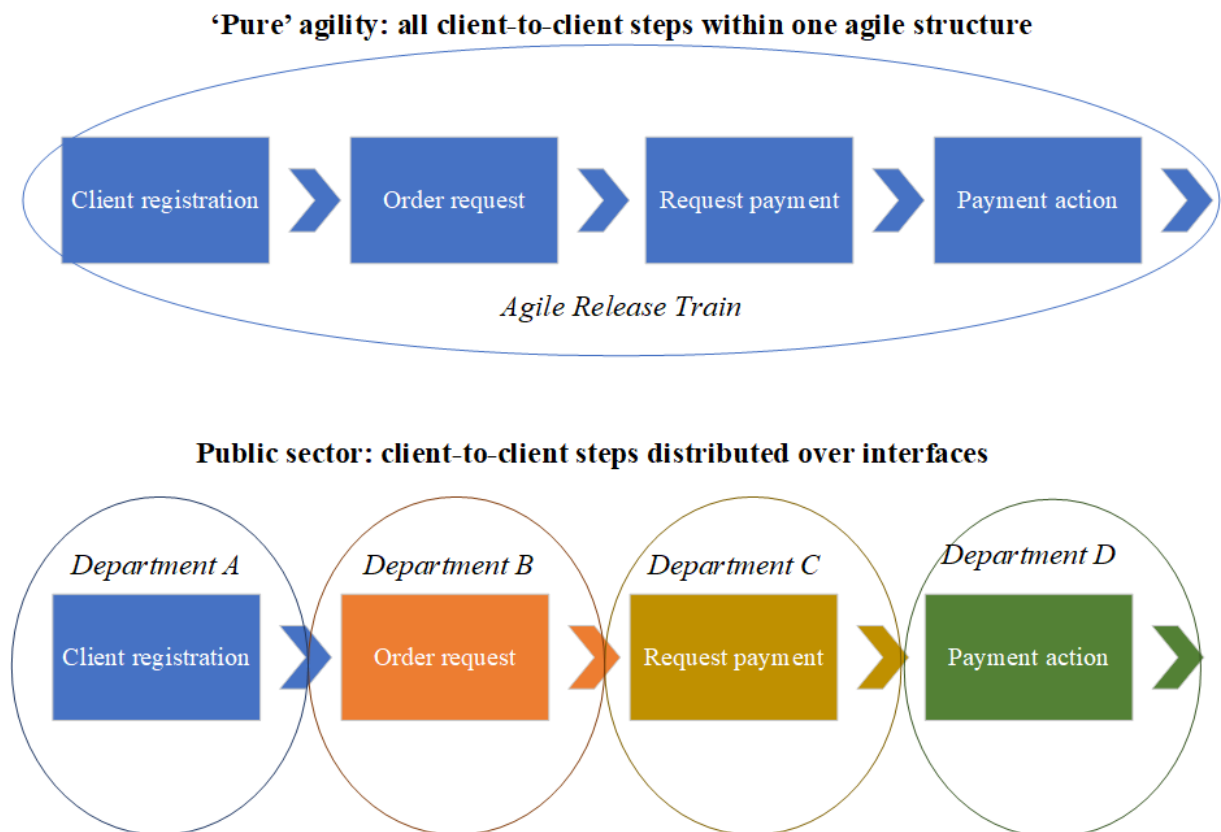 ‘Pure’ agility: all client-to-client steps within one agile structure
Client registration
Order request
Request payment
Payment action
Agile Release Train
Public sector: client-to-client steps distributed over interfaces
Department A
Department B
Department C
Department D
Client registration
Order request
Request payment
Payment action